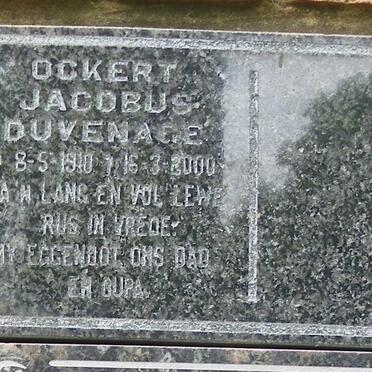 OCKERT
JACOBUS
DUVENAGE
8-5-1910 † 16-3-2000
'N LANG EN VOL LEWE
RUS IN VREDE
MY EGGENOOT, ONS DAD
EN OUPA.